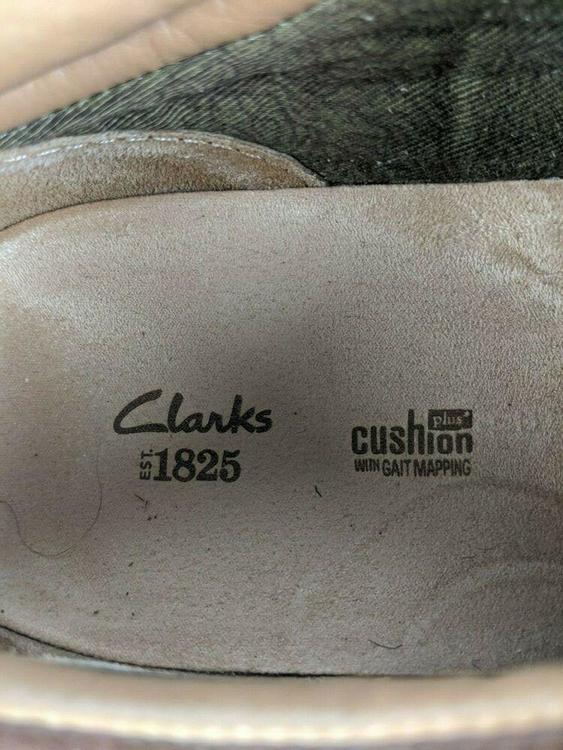 Clarks
EST. 1825
plus+
cushion
WITH GAIT MAPPING